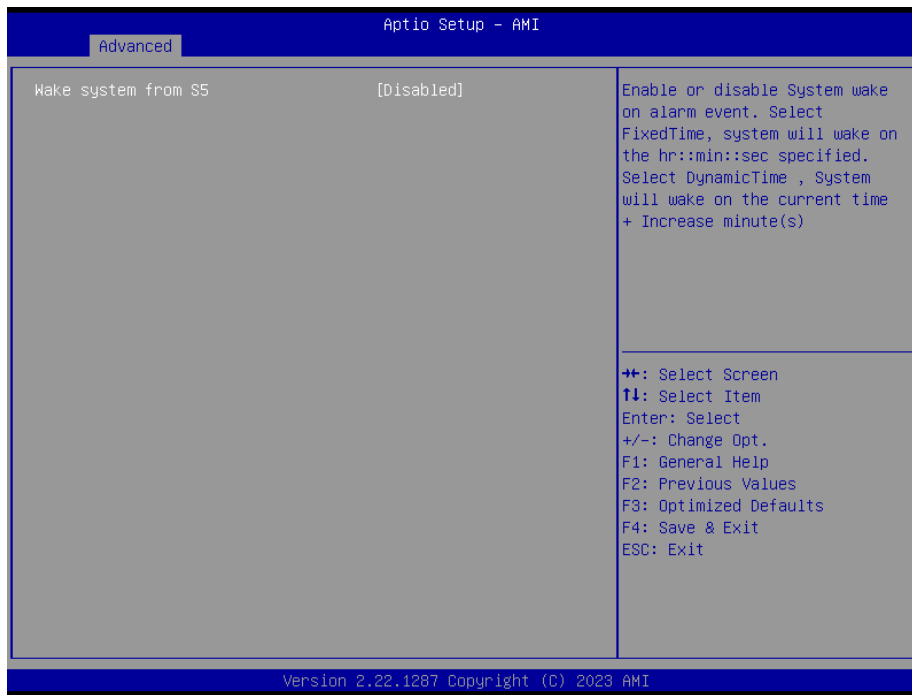 Aptio Setup – AMI
Advanced
Wake system from S5 [Disabled]
Enable or disable System wake
on alarm event. Select
FixedTime, system will wake on
the hr::min::sec specified.
Select DynamicTime , System
will wake on the current time
+ Increase minute(s)
→←: Select Screen
↑↓: Select Item
Enter: Select
+/-: Change Opt.
F1: General Help
F2: Previous Values
F3: Optimized Defaults
F4: Save & Exit
ESC: Exit
Version 2.22.1287 Copyright (C) 2023 AMI